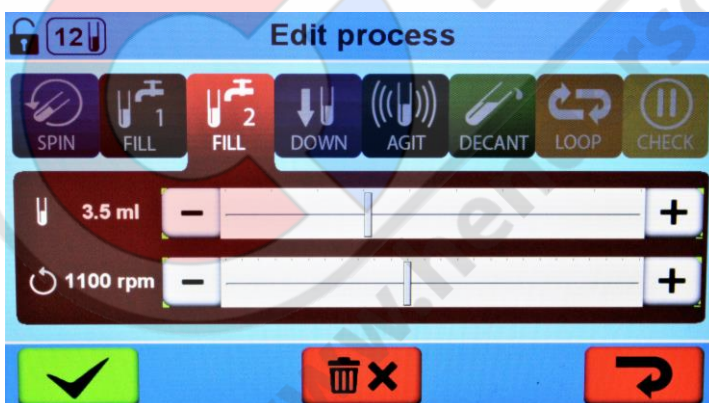 12 Edit process
SPIN 1 FILL 2 FILL DOWN AGIT DECANT LOOP CHECK
3.5 ml - +
1100 rpm - +